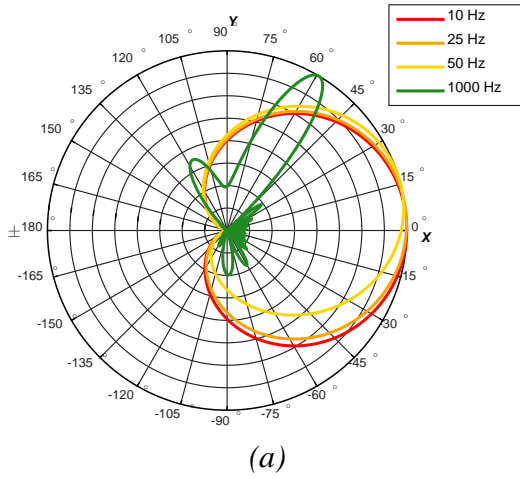 Y
90 °
105 °
75 °
120 °
60 °
135 °
45 °
150 °
30 °
165 °
15 °
± 180 °
0 °
X
-165 °
-15 °
-150 °
-30 °
-135 °
-45 °
-120 °
-60 °
-105 °
-75 °
-90 °
10 Hz
25 Hz
50 Hz
1000 Hz
(a)